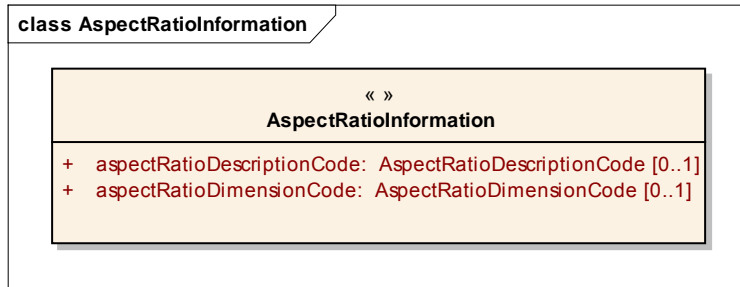 class AspectRatioInformation
« »
AspectRatioInformation
+ aspectRatioDescriptionCode: AspectRatioDescriptionCode [0..1]
+ aspectRatioDimensionCode: AspectRatioDimensionCode [0..1]